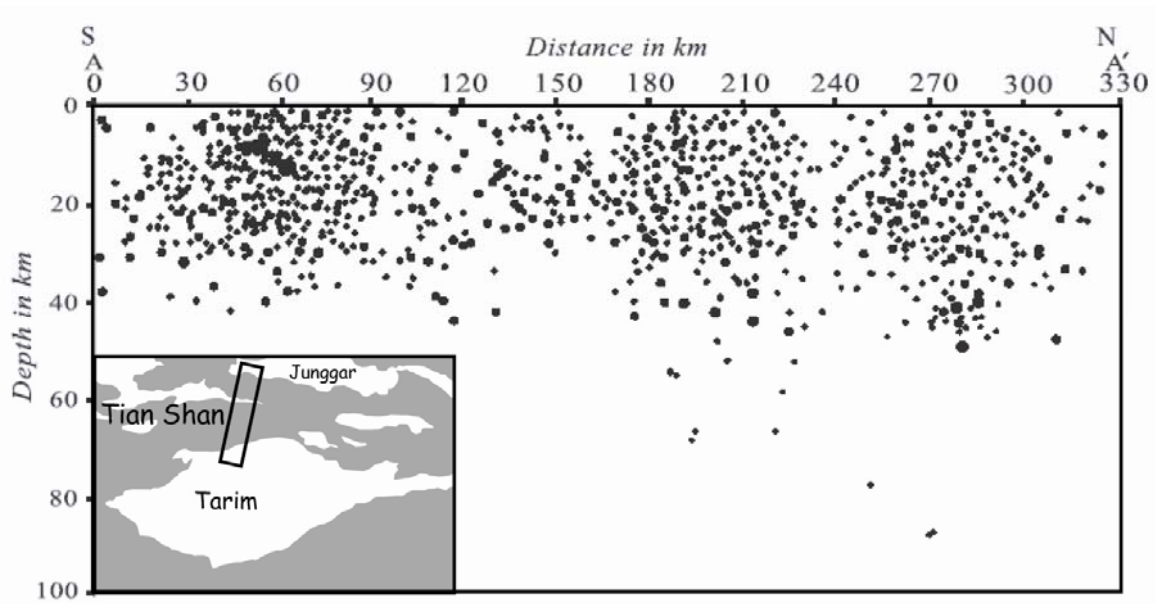 S
N
Distance in km
A
A′
0 30 60 90 120 150 180 210 240 270 300 330
0
20
40
60
80
100
Depth in km
Junggar
Tian Shan
Tarim